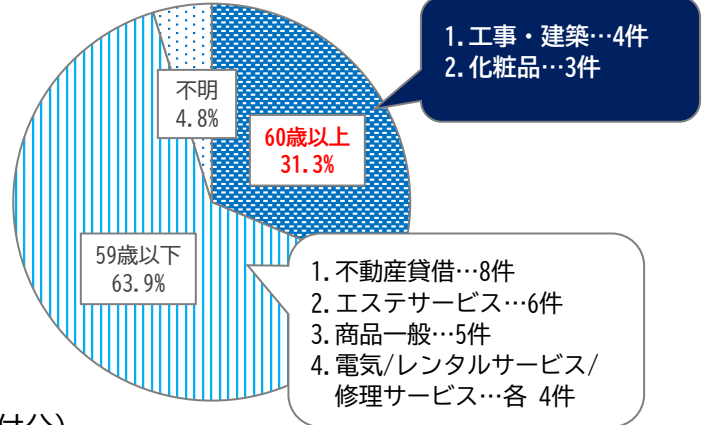 1.工事・建築…4件
2.化粧品…3件
不明
4.8%
60歳以上
31.3%
59歳以下
63.9%
1.不動産貸借…8件
2.エステサービス…6件
3.商品一般…5件
4.電気/レンタルサービス/
修理サービス…各 4件
付分)